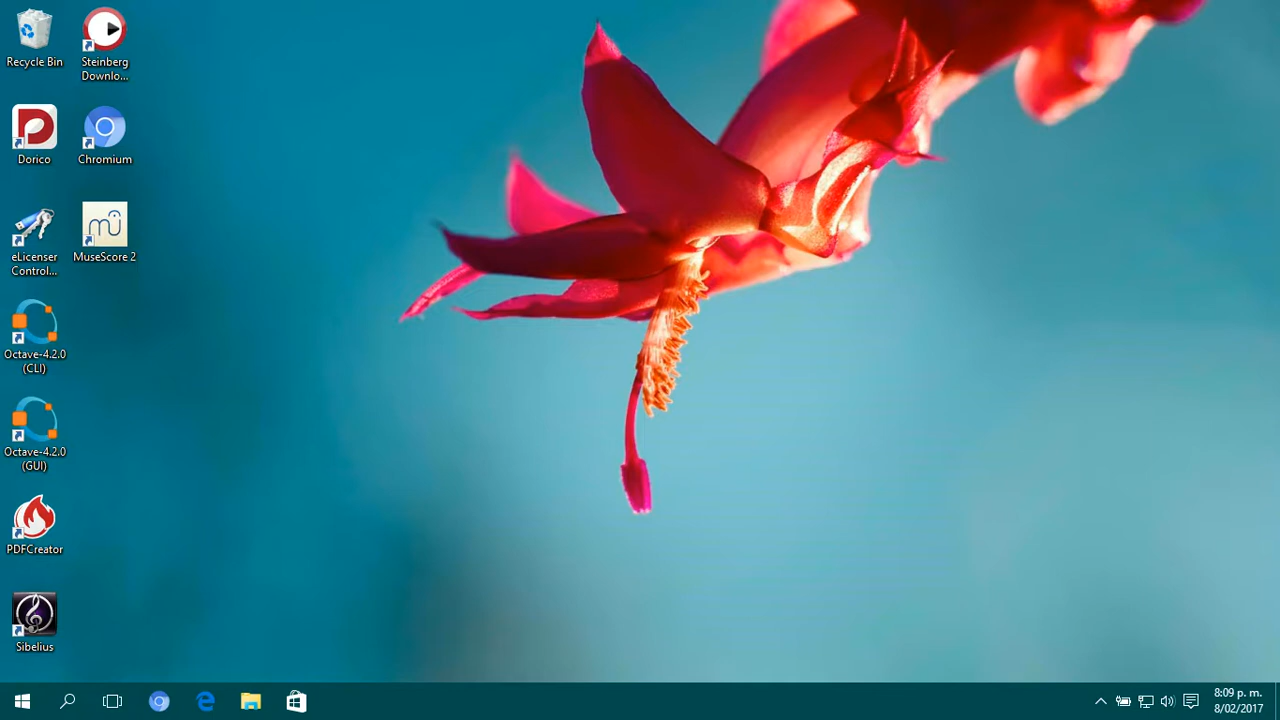 Recycle Bin
Steinberg
Downlo...
Dorico
Chromium
eLicenser
Control...
MuseScore 2
Octave-4.2.0
(CLI)
Octave-4.2.0
(GUI)
PDFCreator
Sibelius
8:09 p. m.
8/02/2017